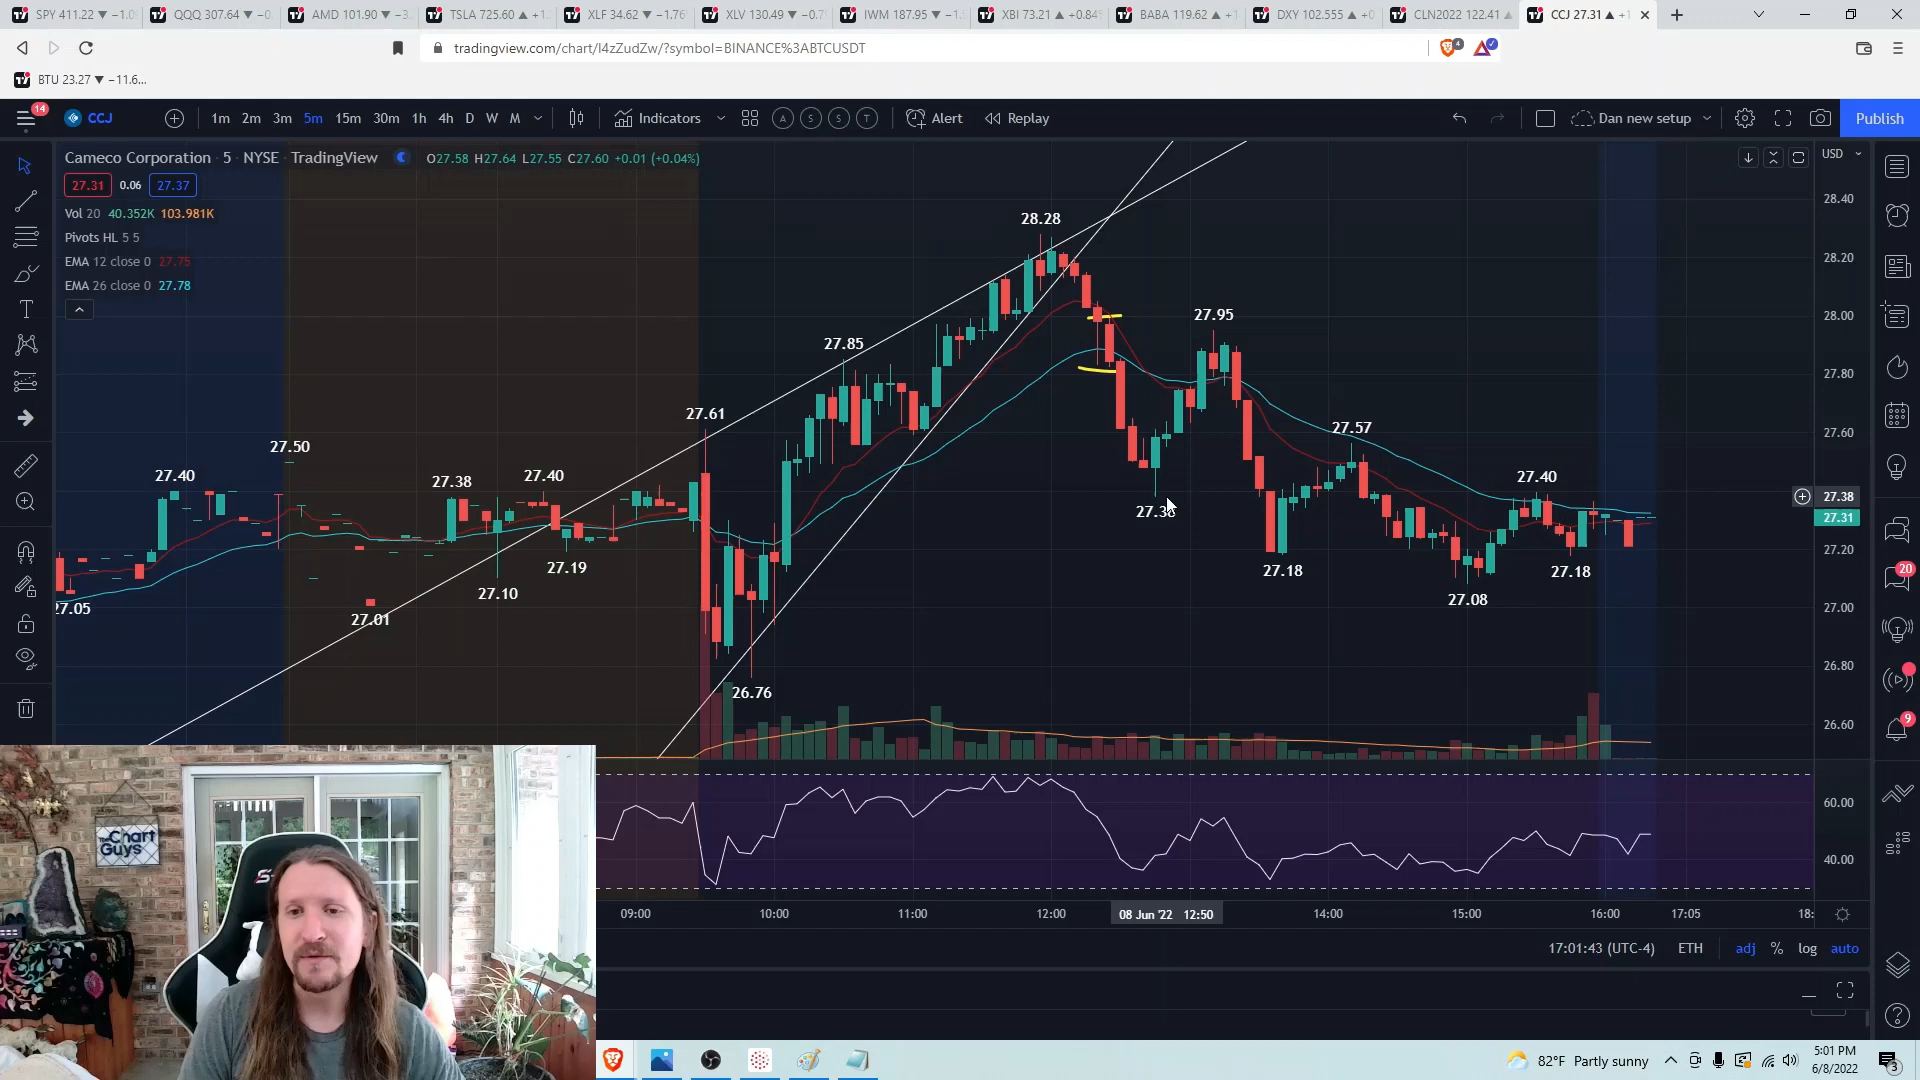 SPY 411.22 ▼ −1.0
QQQ 307.64 ▼ −0.
AMD 101.90 ▼ −3.
TSLA 725.60 ▲ +1.
XLF 34.62 ▼ −1.76
XLV 130.49 ▼ −0.7
IWM 187.95 ▼ −1.
XBI 73.21 ▲ +0.84
BABA 119.62 ▲ +1
DXY 102.555 ▲ +0
CLN2022 122.41 ▲
CCJ 27.31 ▲ +1
tradingview.com/chart/I4zZudZw/?symbol=BINANCE%3ABTCUSDT
4
BTU 23.27 ▼ −11.6...
14
CCJ
1m 2m 3m 5m 15m 30m 1h 4h D W M
Indicators
A S S T
Alert
Replay
Dan new setup
Publish
Cameco Corporation · 5 · NYSE · TradingView
O27.58 H27.64 L27.55 C27.60 +0.01 (+0.04%)
USD
27.31 0.06 27.37
Vol 20 40.352K 103.981K
Pivots HL 5 5
EMA 12 close 0 27.75
EMA 26 close 0 27.78
28.28
27.95
27.85
27.61
27.57
27.50
27.40
27.38
27.40
27.40
27.38
27.19
27.18
27.18
27.10
27.08
27.05
27.01
26.76
28.40
28.20
28.00
27.80
27.60
27.38
27.31
27.20
27.00
26.80
26.60
60.00
40.00
20
9
09:00 10:00 11:00 12:00 08 Jun '22 12:50 14:00 15:00 16:00 17:05 18:
17:01:43 (UTC-4) ETH adj % log auto
The Chart Guys
S
82°F Partly sunny
5:01 PM
6/8/2022
3